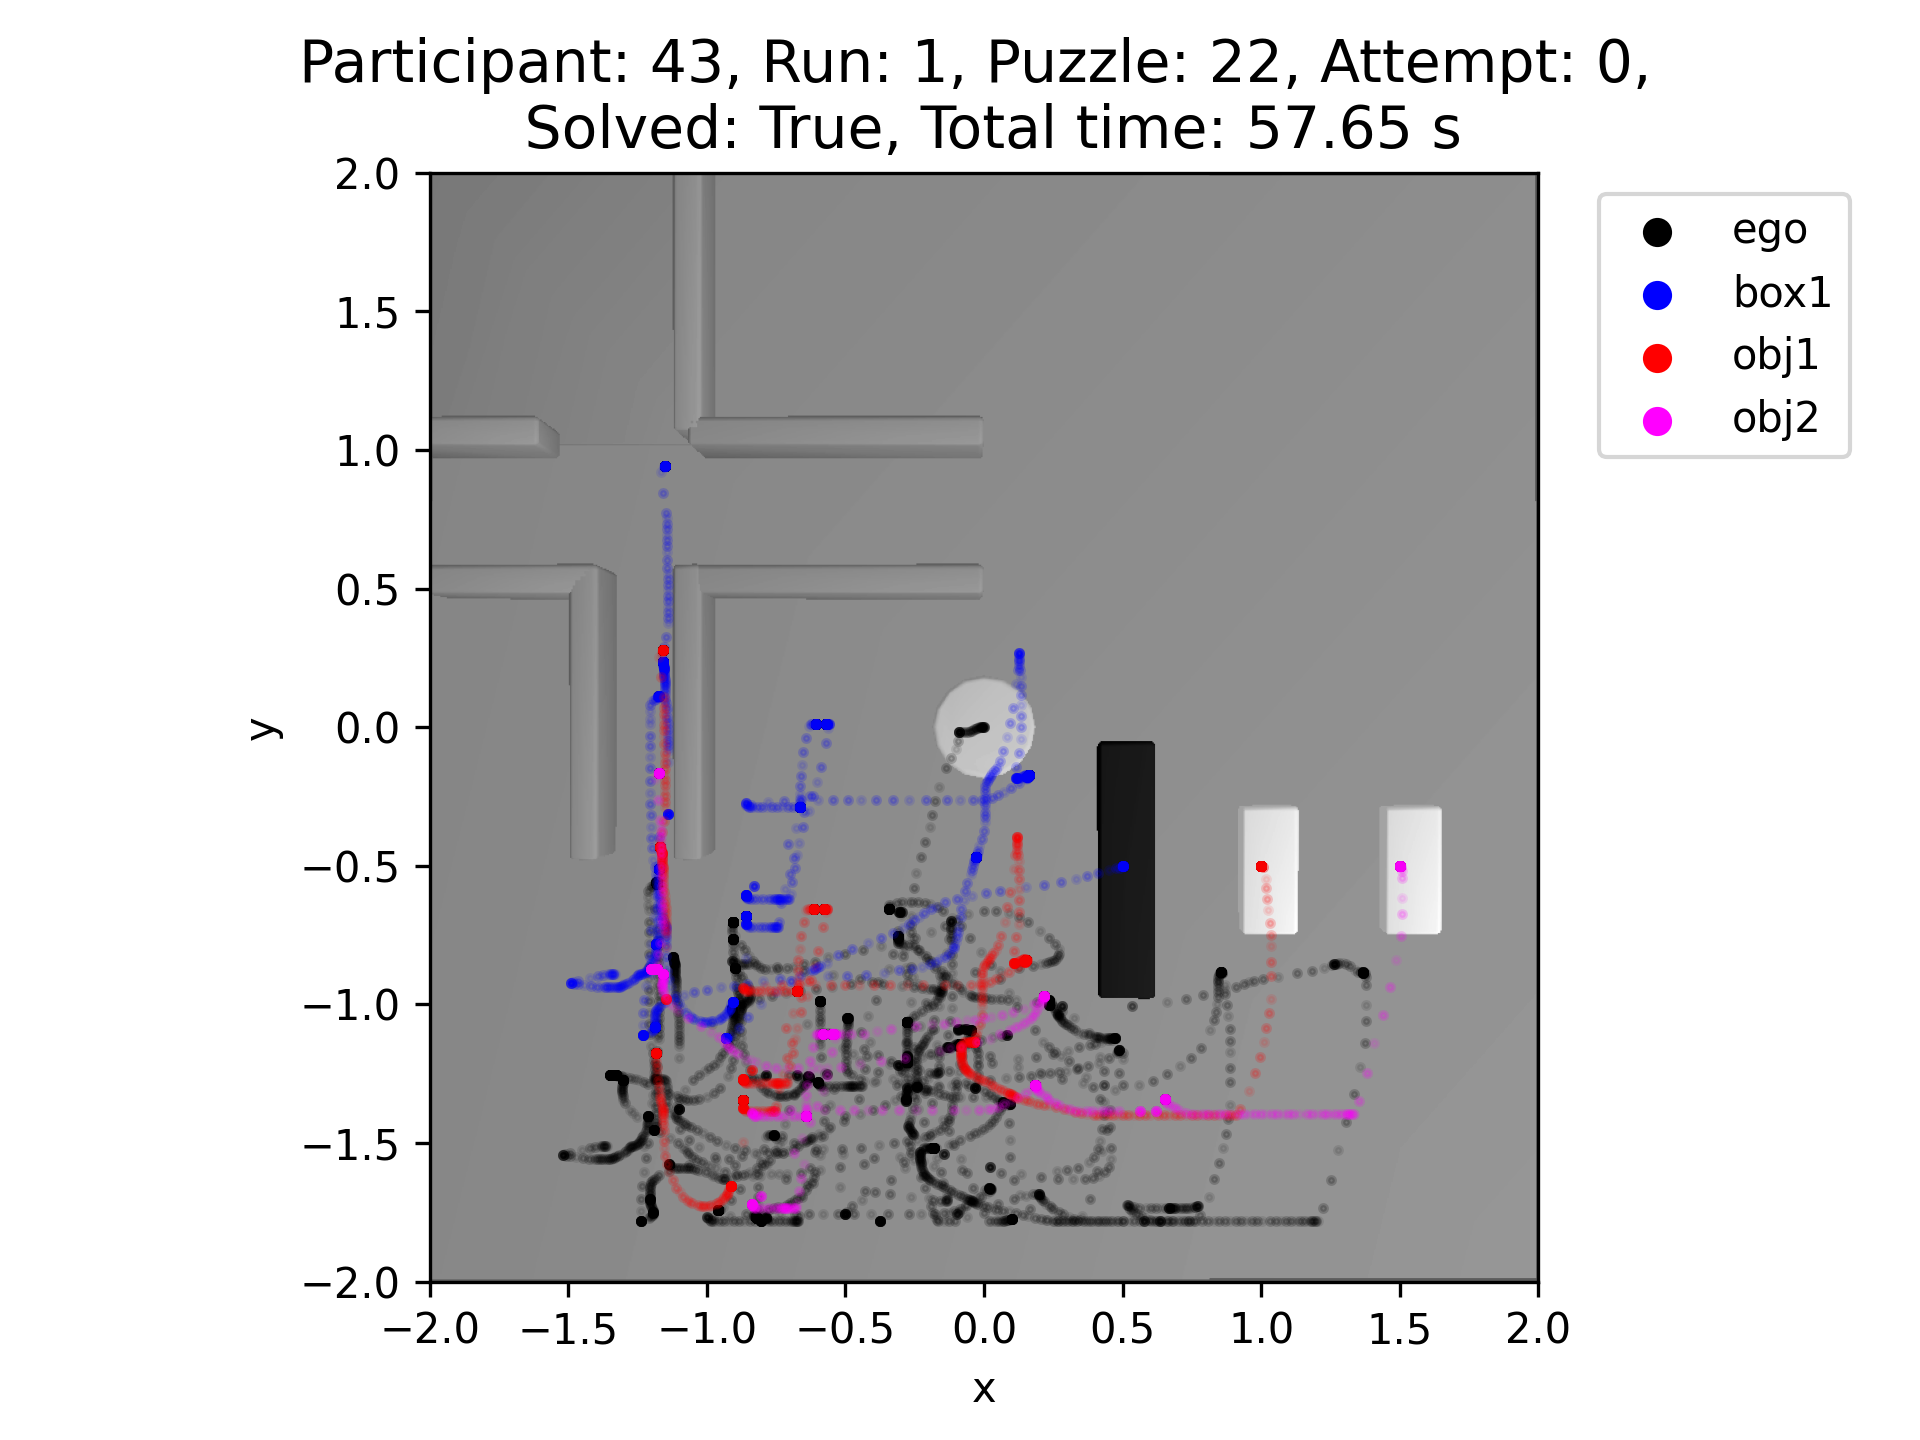 Participant: 43, Run: 1, Puzzle: 22, Attempt: 0,
Solved: True, Total time: 57.65 s
2.0
1.5
1.0
0.5
0.0
−0.5
−1.0
−1.5
−2.0
y
−2.0 −1.5 −1.0 −0.5 0.0 0.5 1.0 1.5 2.0
x
ego
box1
obj1
obj2